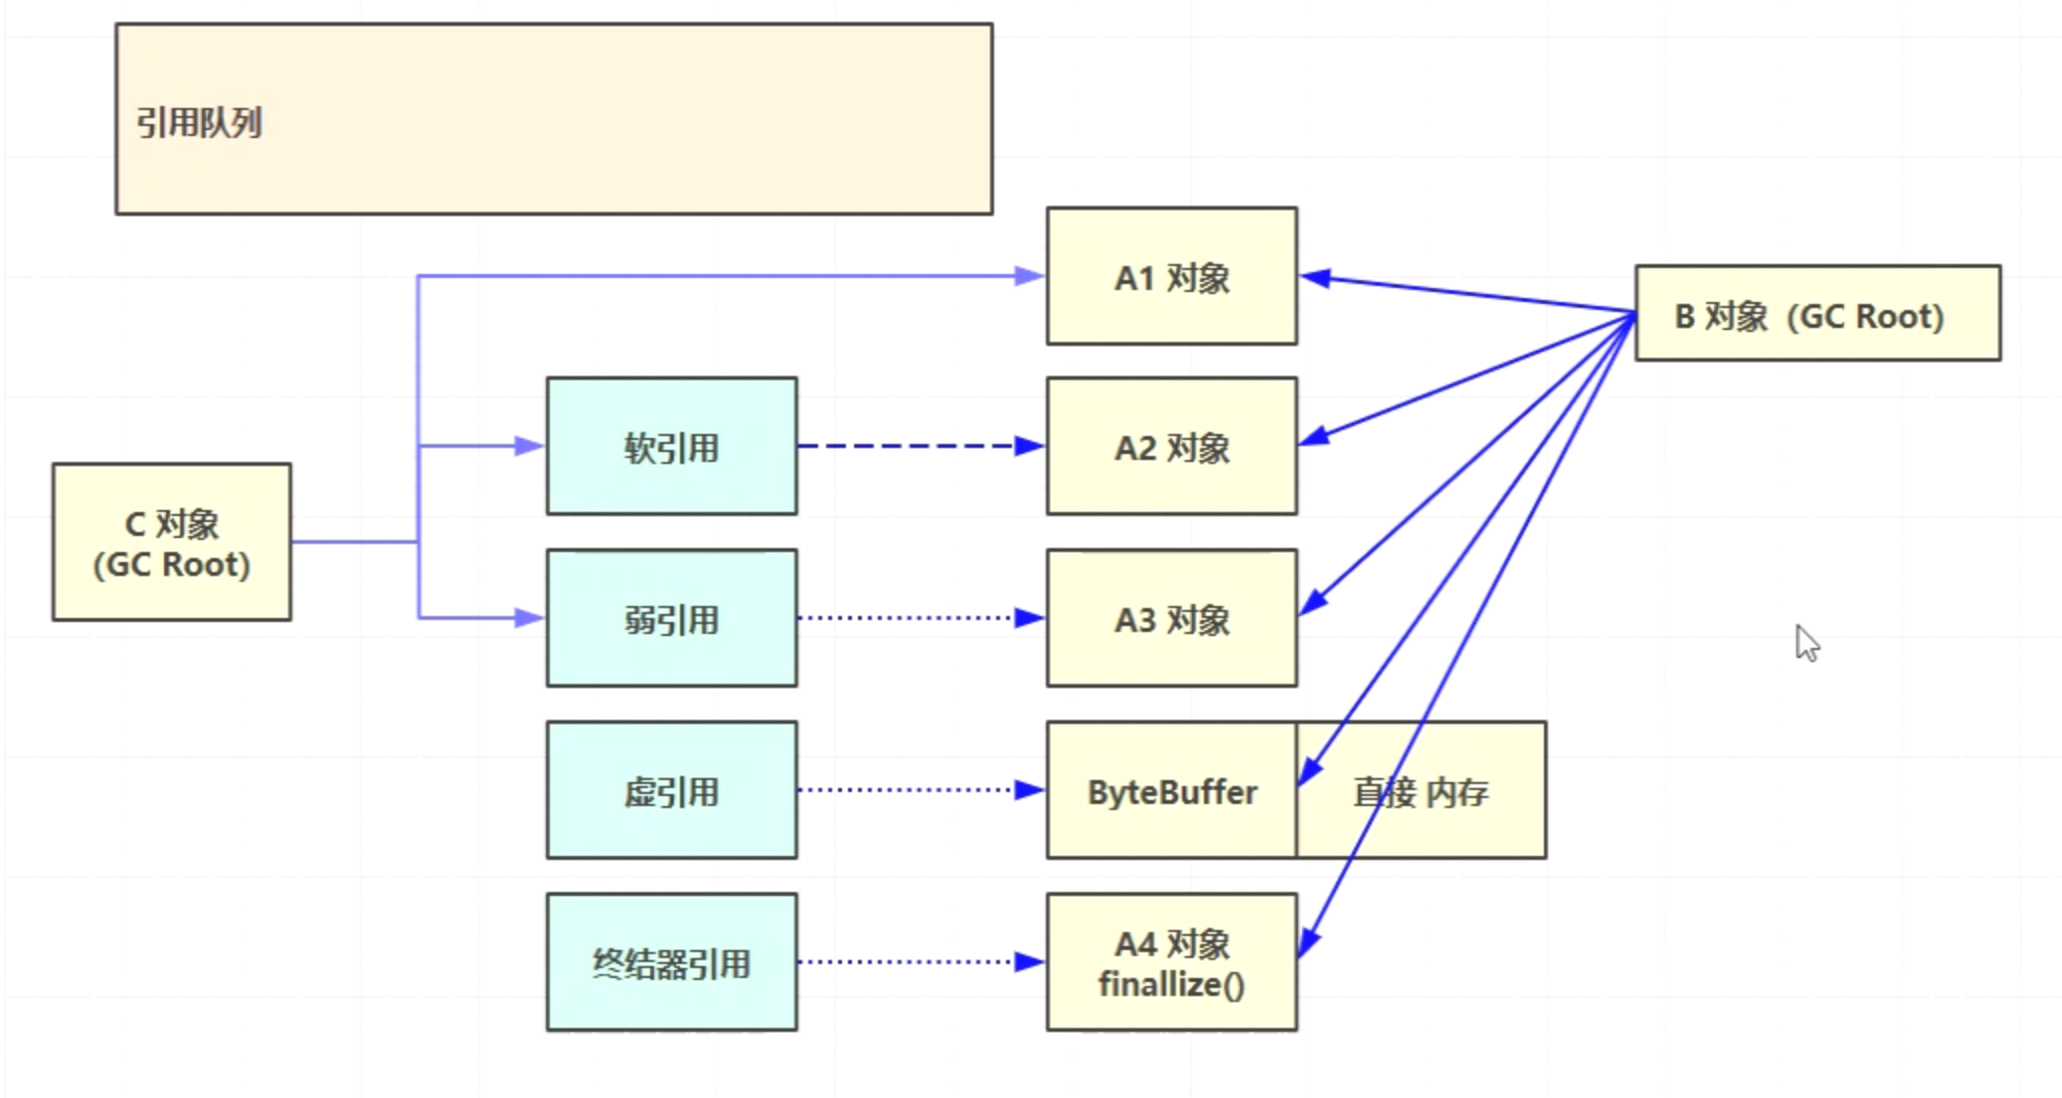 引用队列
A1 对象
B 对象（GC Root）
软引用
A2 对象
C 对象
(GC Root)
弱引用
A3 对象
虚引用
ByteBuffer
直接 内存
终结器引用
A4 对象
finallize()